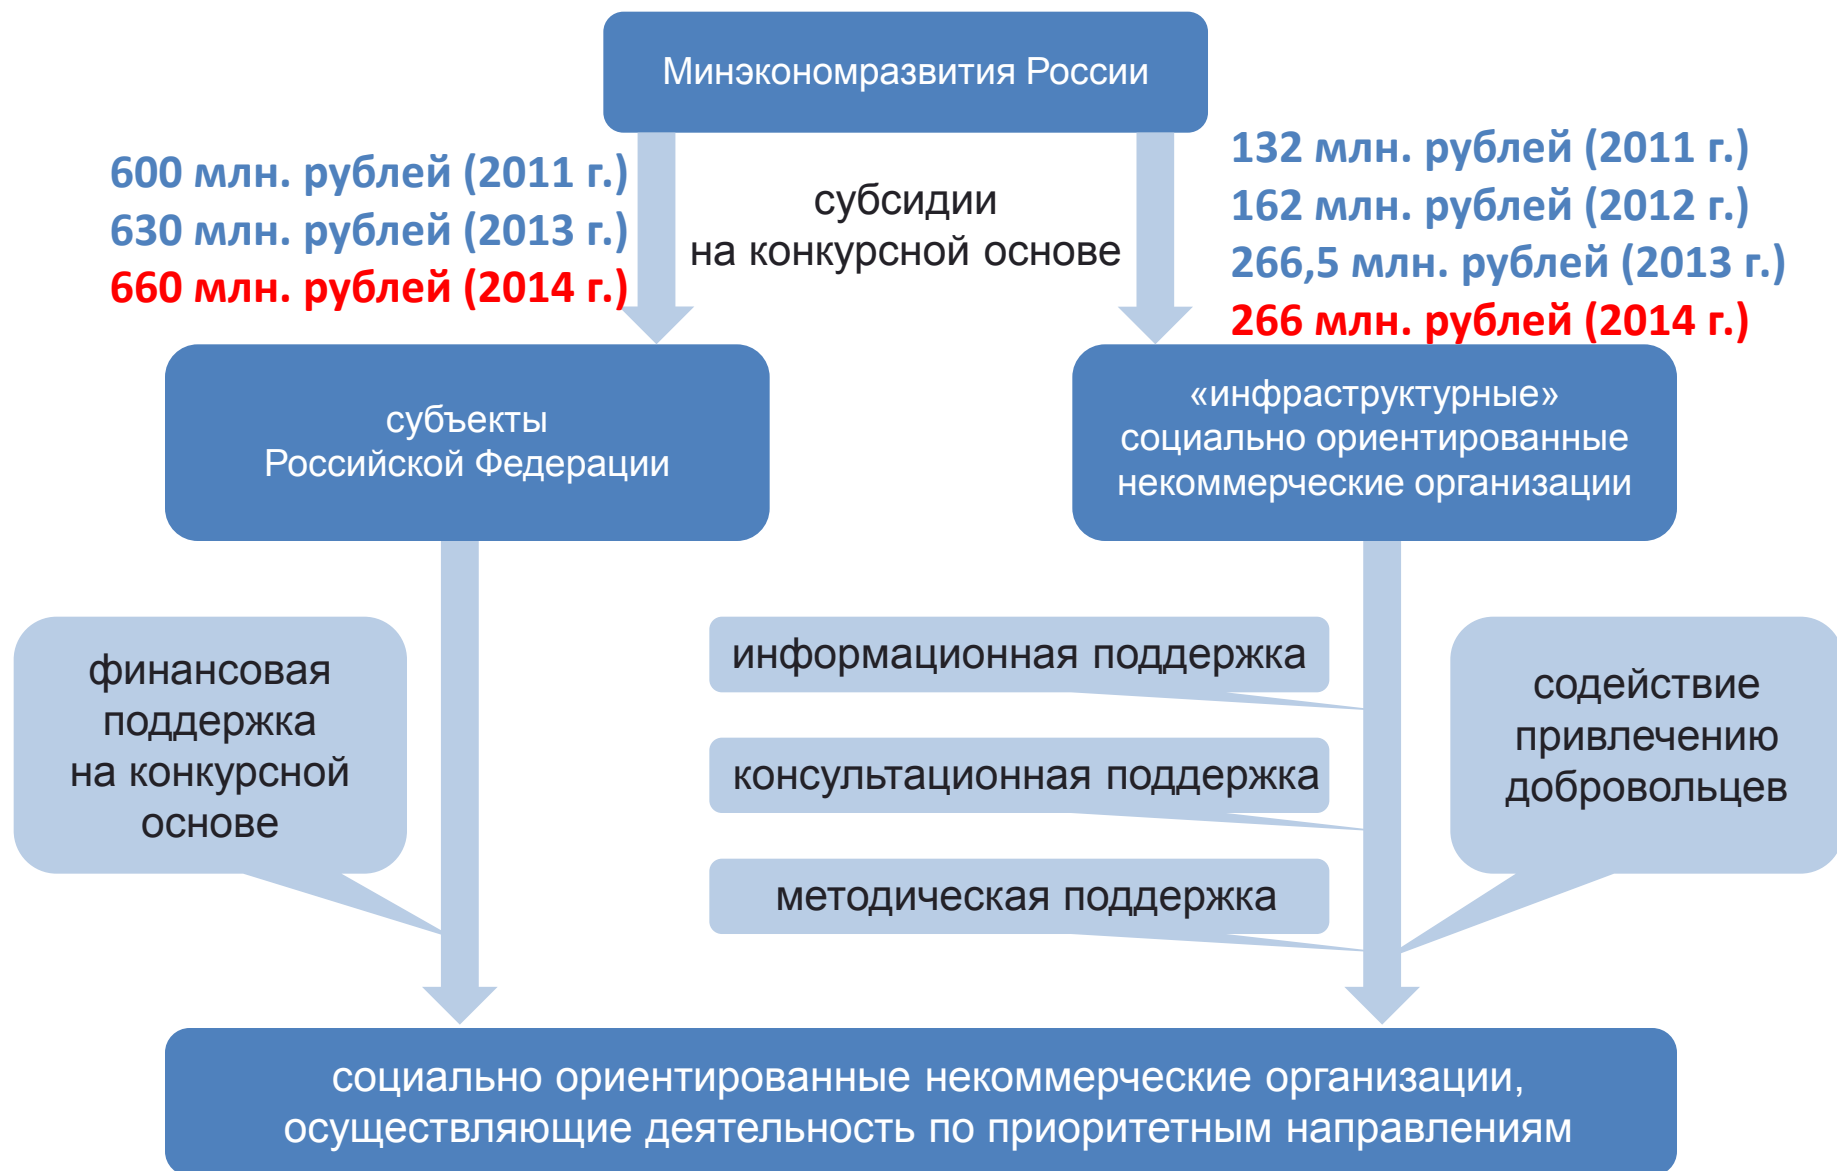 Минэкономразвития России
600 млн. рублей (2011 г.)
630 млн. рублей (2013 г.)
660 млн. рублей (2014 г.)
субсидии
на конкурсной основе
132 млн. рублей (2011 г.)
162 млн. рублей (2012 г.)
266,5 млн. рублей (2013 г.)
266 млн. рублей (2014 г.)
субъекты
Российской Федерации
«инфраструктурные»
социально ориентированные
некоммерческие организации
финансовая
поддержка
на конкурсной
основе
информационная поддержка
консультационная поддержка
методическая поддержка
содействие
привлечению
добровольцев
социально ориентированные некоммерческие организации,
осуществляющие деятельность по приоритетным направлениям